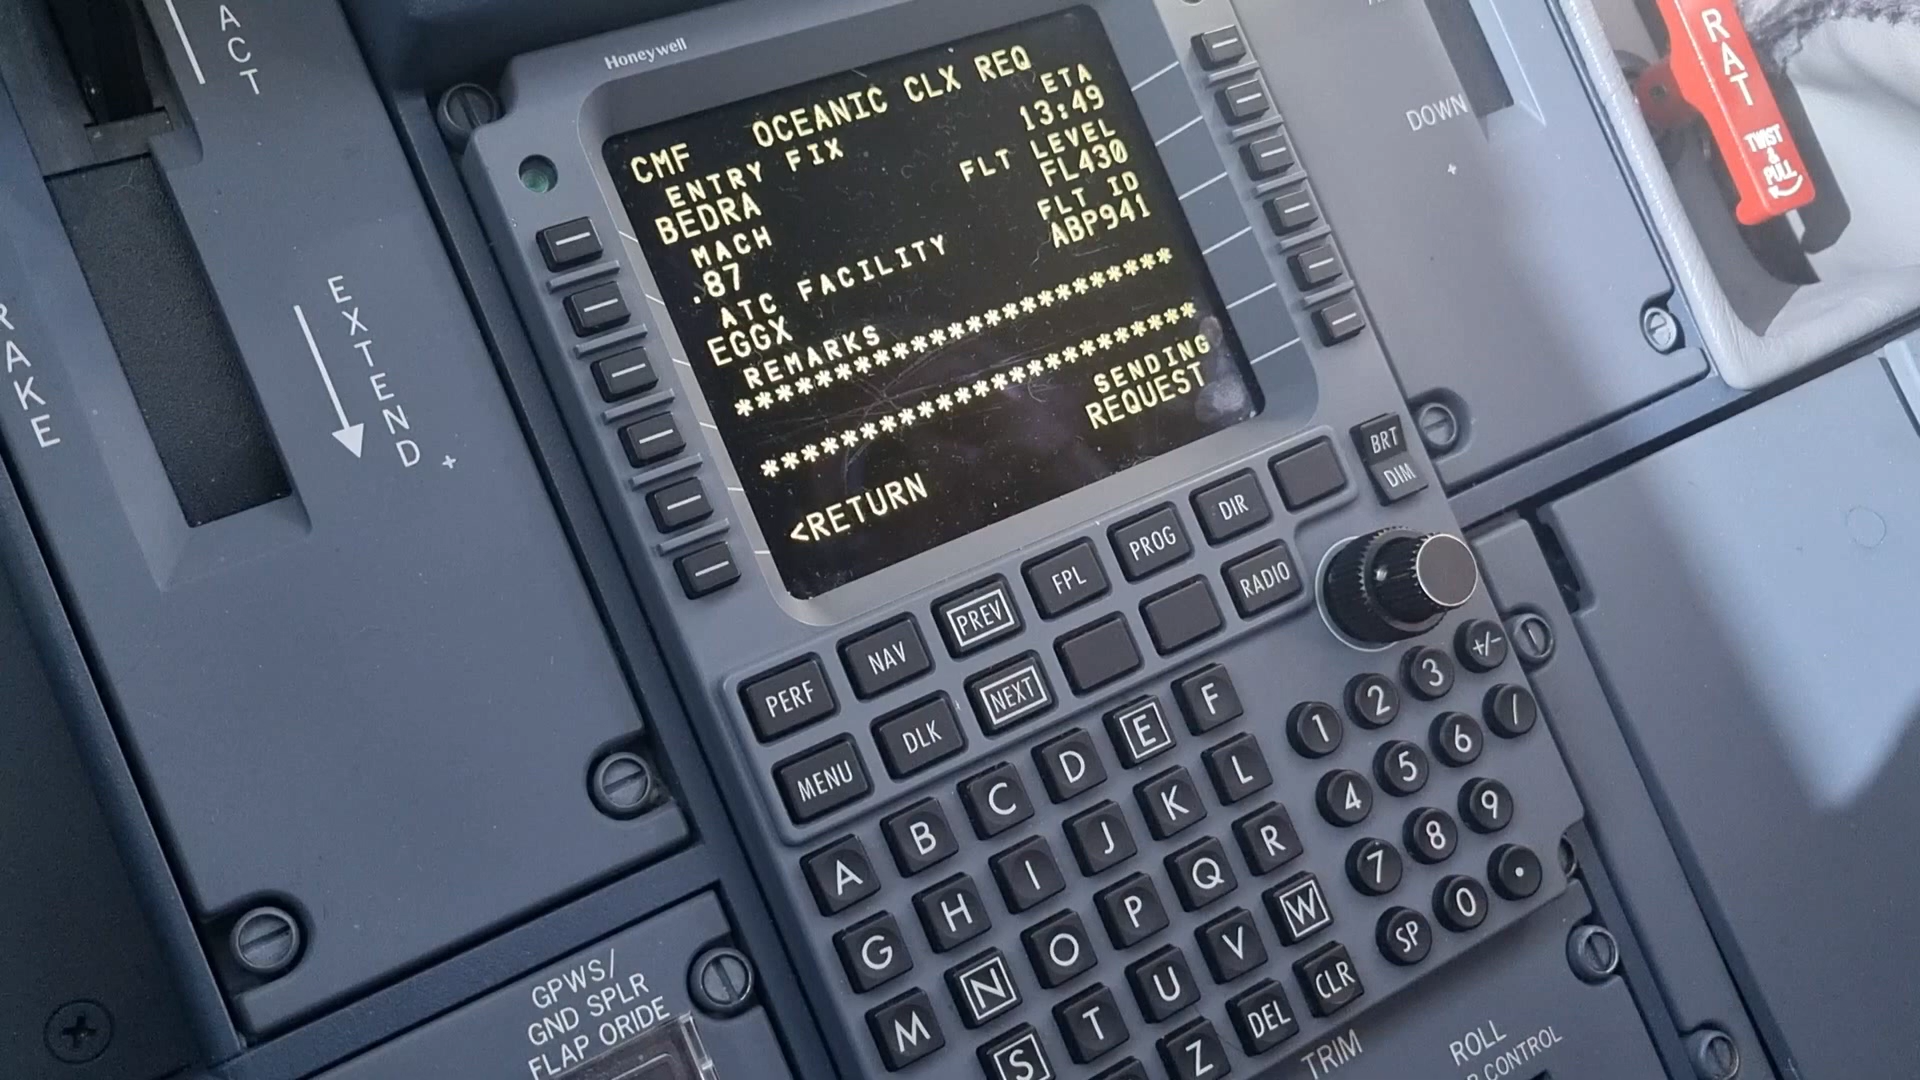 Honeywell
CMF OCEANIC CLX REQ
ENTRY FIX ETA
BEDRA 13:49
MACH FLT LEVEL
.87 FL430
ATC FACILITY FLT ID
EGGX ABP941
REMARKS
************************************
************************************
SENDING
<RETURN REQUEST
BRT
DIM
PERF NAV PREV FPL PROG DIR
MENU DLK NEXT RADIO
A B C D E F
G H I J K L
M N O P Q R
S T U V W
Z DEL CLR
1 2 3 +/-
4 5 6 /
7 8 9
SP 0 .
ACT
EXTEND
RAKE
DOWN
RAT
TWIST
&
PULL
GPWS/
GND SPLR
FLAP ORIDE
TRIM
ROLL
CONTROL